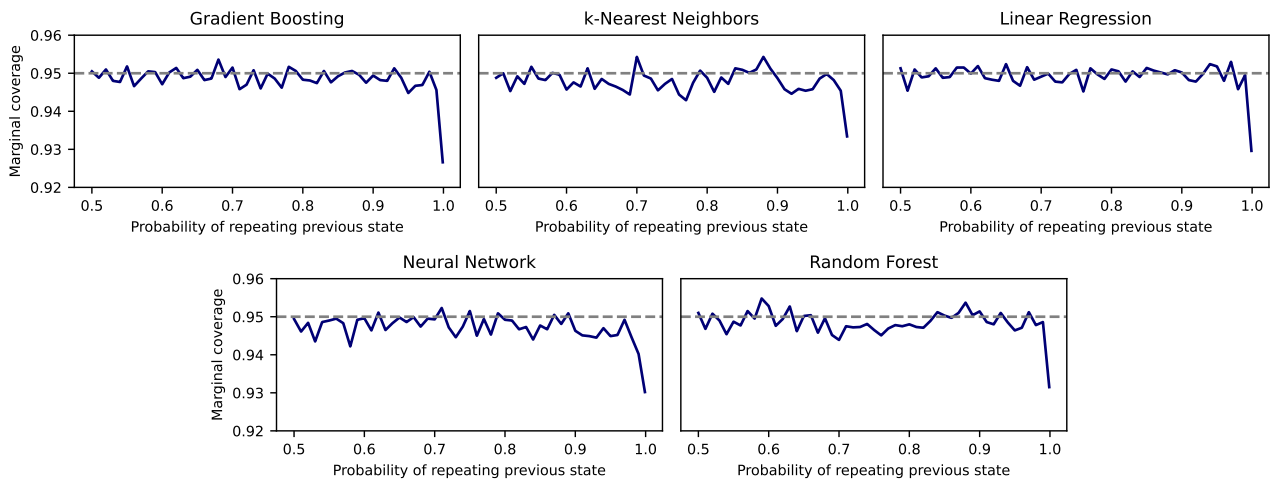 Gradient Boosting
k-Nearest Neighbors
Linear Regression
Marginal coverage
0.96
0.95
0.94
0.93
0.92
0.5 0.6 0.7 0.8 0.9 1.0
0.5 0.6 0.7 0.8 0.9 1.0
0.5 0.6 0.7 0.8 0.9 1.0
Probability of repeating previous state
Probability of repeating previous state
Probability of repeating previous state
Neural Network
Random Forest
Marginal coverage
0.96
0.95
0.94
0.93
0.92
0.5 0.6 0.7 0.8 0.9 1.0
0.5 0.6 0.7 0.8 0.9 1.0
Probability of repeating previous state
Probability of repeating previous state